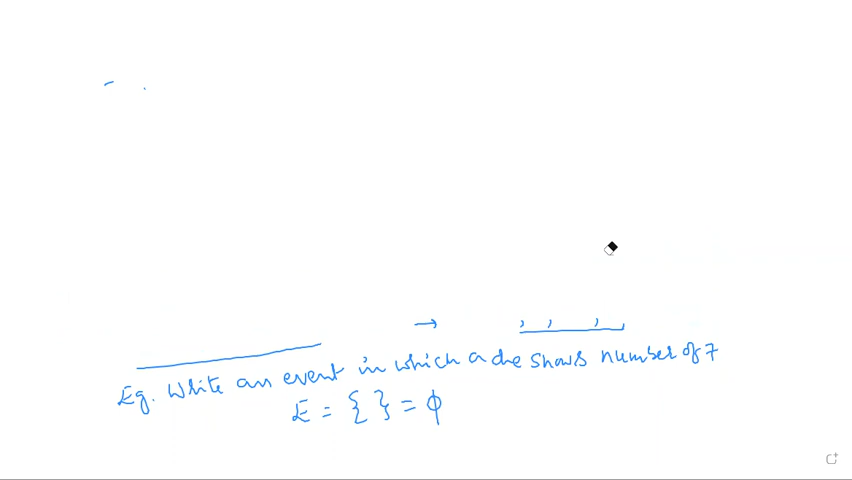 Eg. Write an event in which a die shows number of 7
E = { } = ϕ